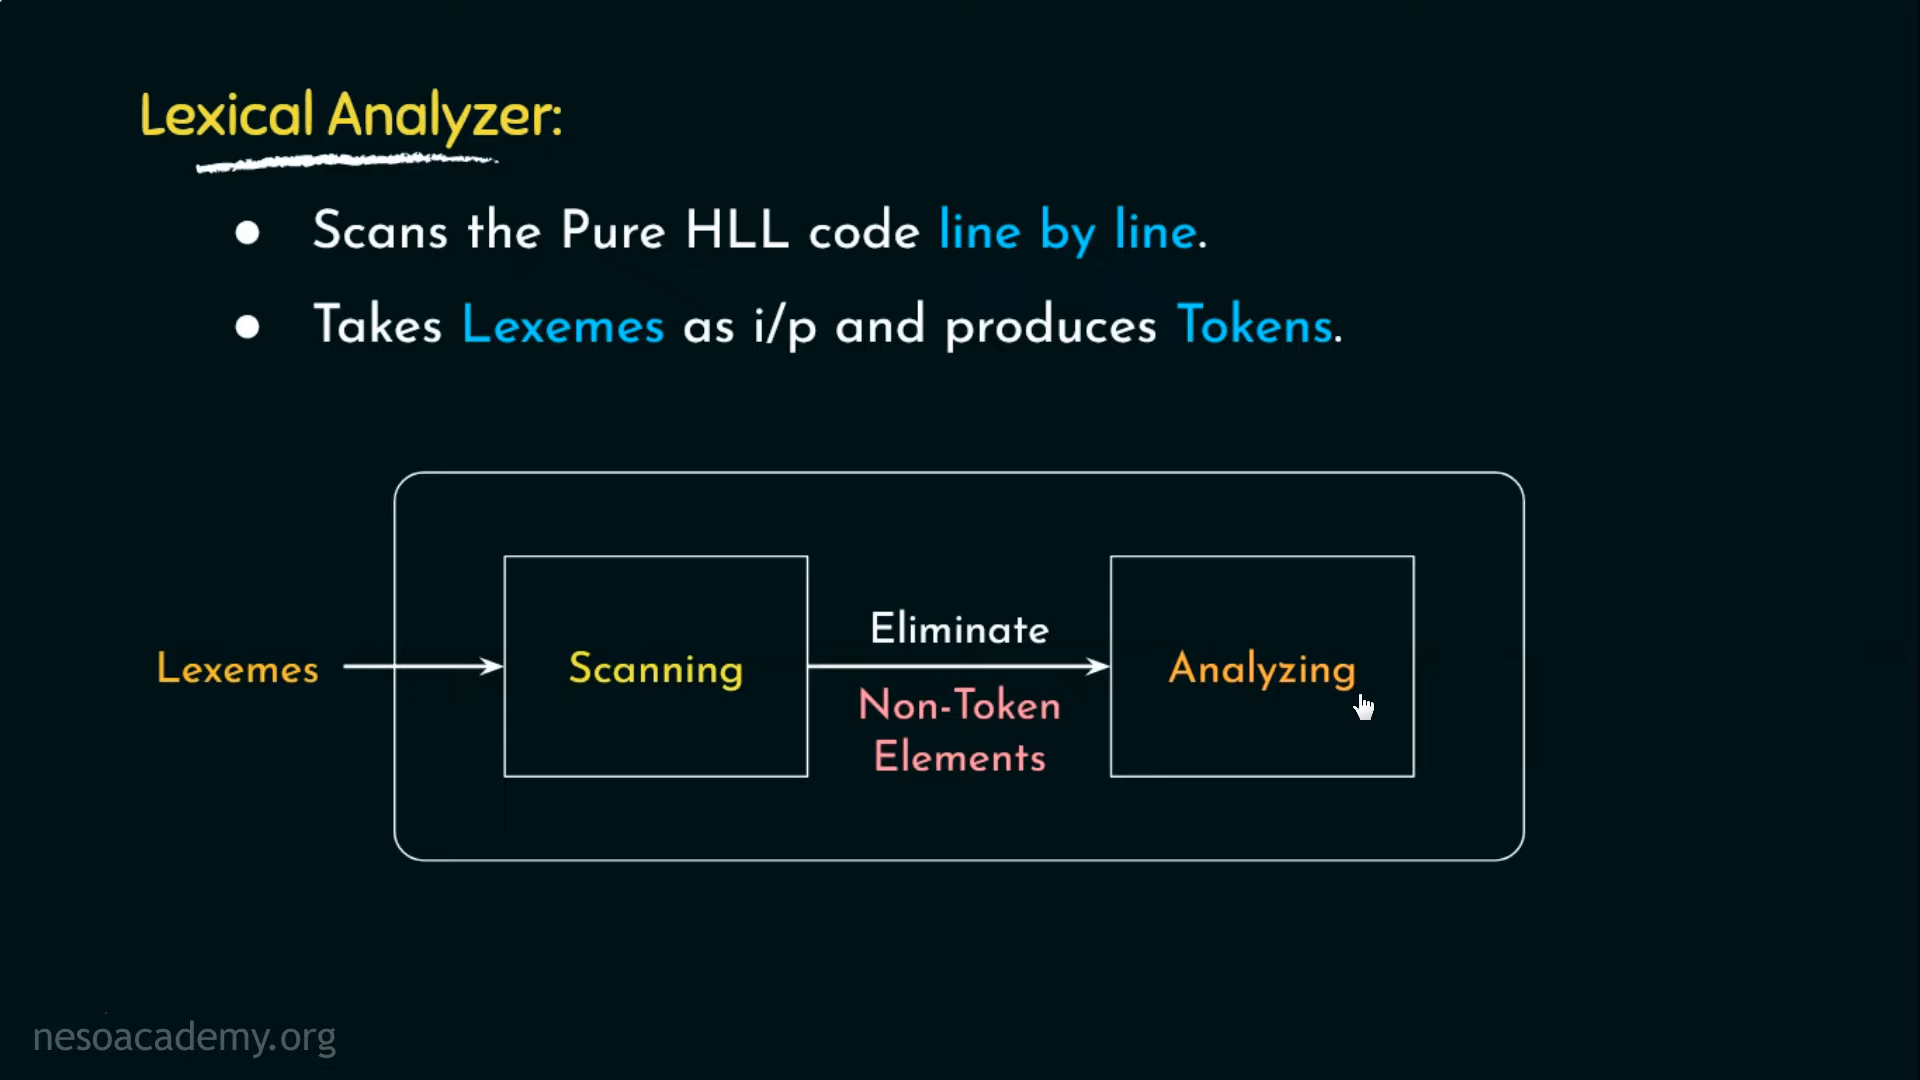 Lexical Analyzer:
● Scans the Pure HLL code line by line.
● Takes Lexemes as i/p and produces Tokens.
Lexemes
Scanning
Eliminate
Non-Token
Elements
Analyzing
nesoacademy.org